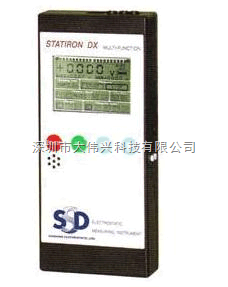 STATIRON DX MULTI-FUNCTION
+0000 V
深圳市大伟兴科技有限公司
SSD ELECTROSTATIC
MEASURING INSTRUMENT